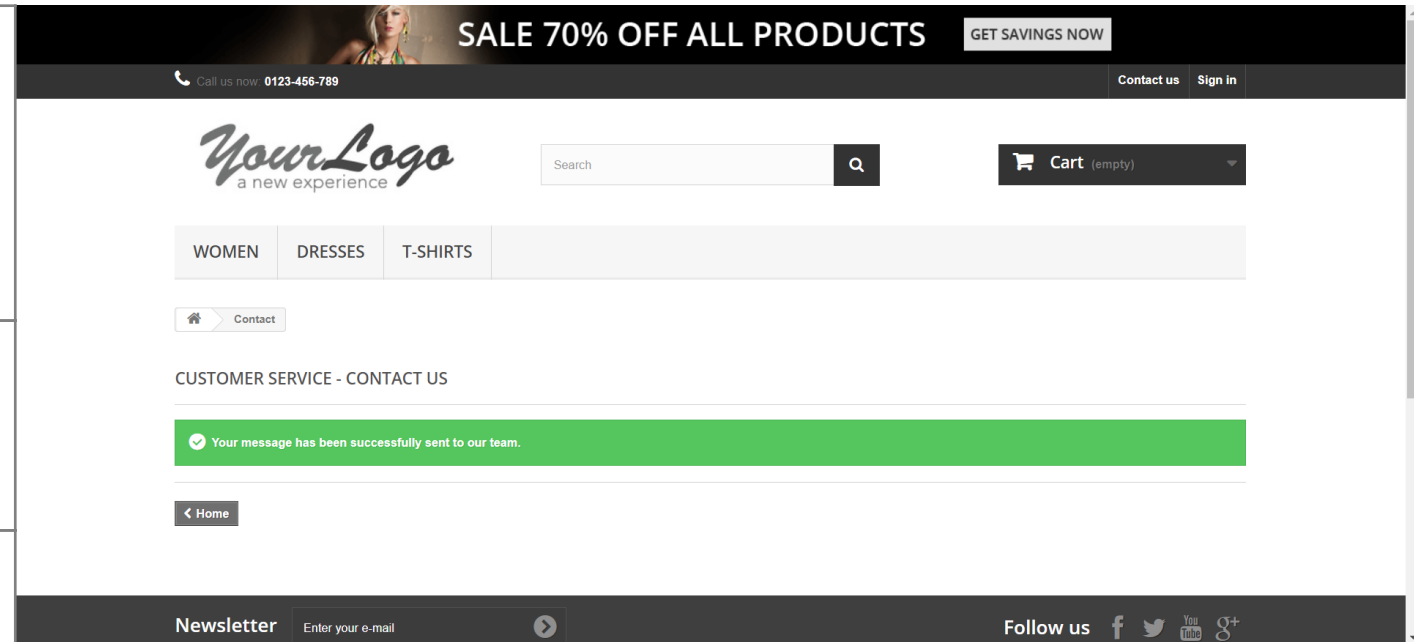 SALE 70% OFF ALL PRODUCTS GET SAVINGS NOW
Call us now: 0123-456-789 Contact us Sign in
YourLogo
a new experience
Search
Cart (empty)
WOMEN DRESSES T-SHIRTS
Contact
CUSTOMER SERVICE - CONTACT US
Your message has been successfully sent to our team.
Home
Newsletter Enter your e-mail Follow us You Tube g+